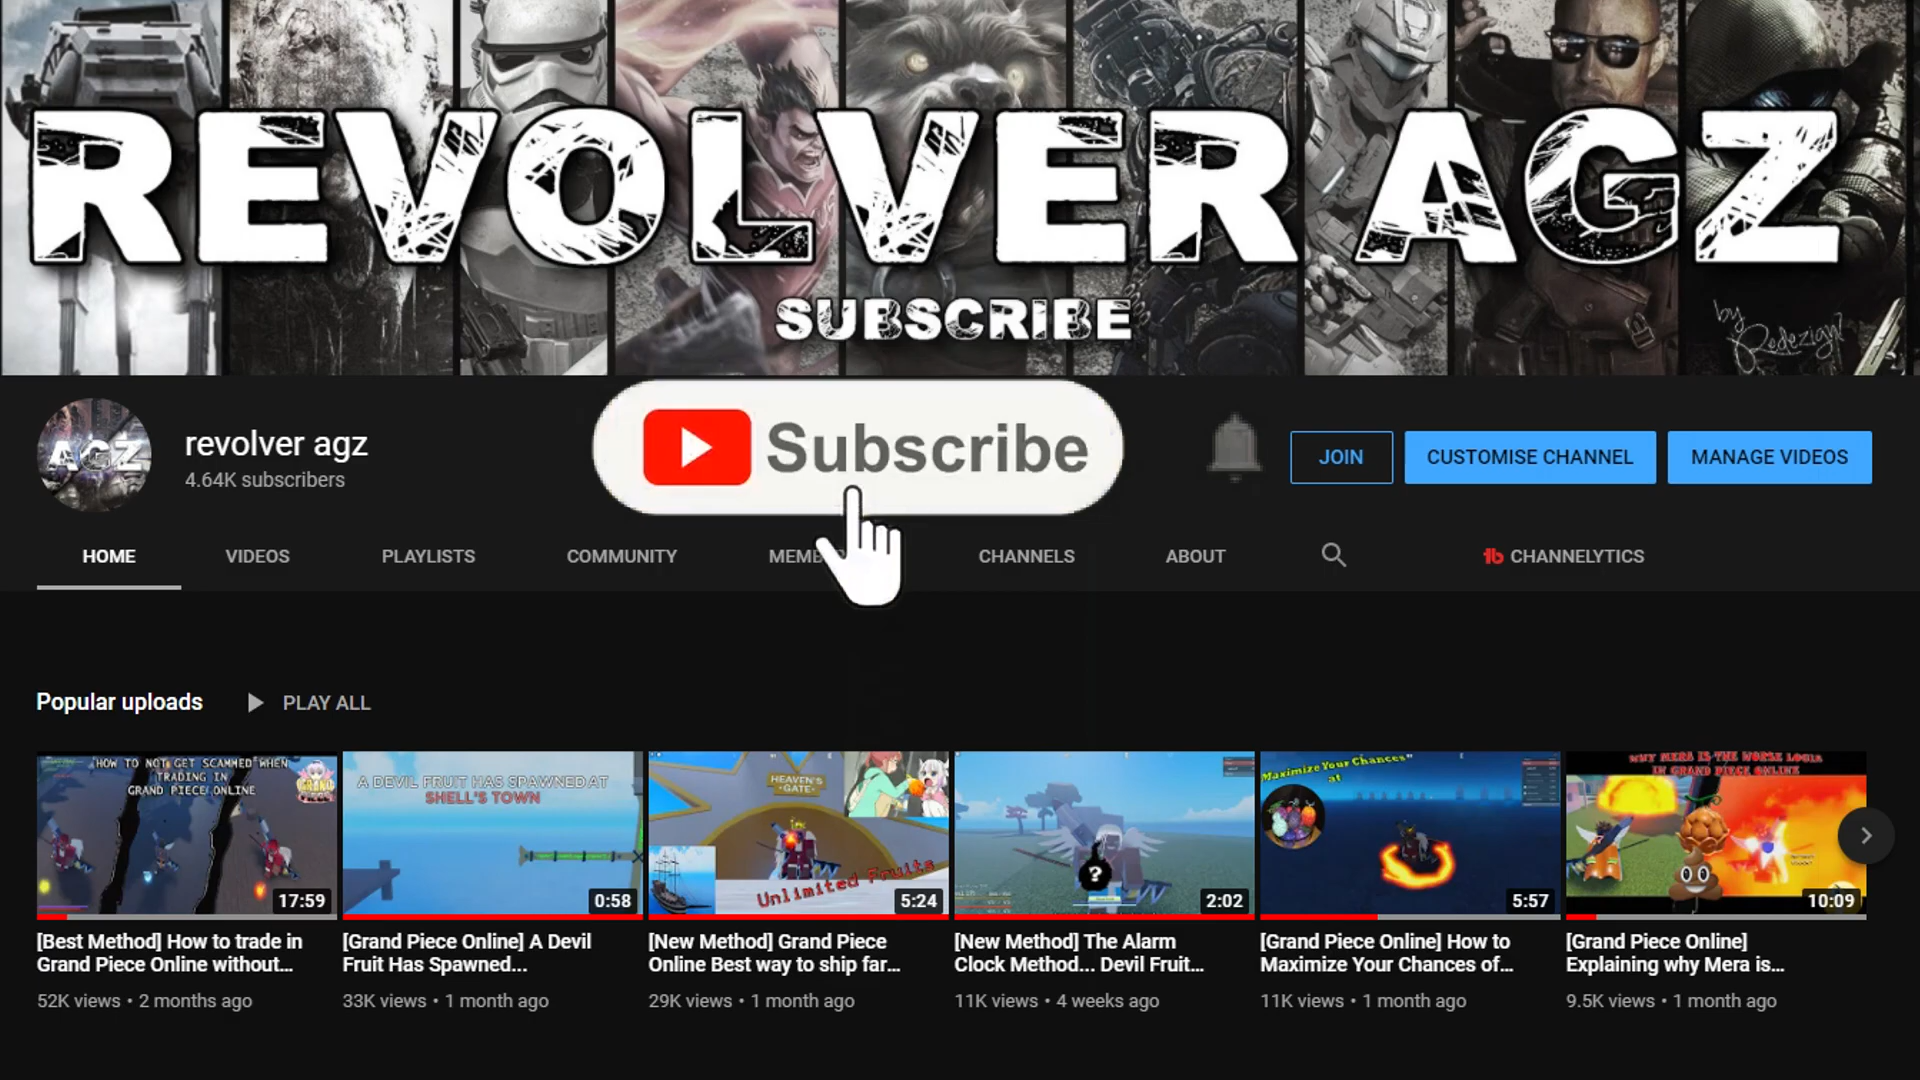 REVOLVER AGZ
SUBSCRIBE
by Redezign7
AGZ
revolver agz
4.64K subscribers
Subscribe
JOIN
CUSTOMISE CHANNEL
MANAGE VIDEOS
HOME
VIDEOS
PLAYLISTS
COMMUNITY
CHANNELS
ABOUT
CHANNELYTICS
Popular uploads
PLAY ALL
HOW TO NOT GET SCAMMED WHEN
TRADING IN
GRAND PIECE ONLINE
17:59
[Best Method] How to trade in
Grand Piece Online without...
52K views • 2 months ago
A DEVIL FRUIT HAS SPAWNED AT
SHELL'S TOWN
0:58
[Grand Piece Online] A Devil
Fruit Has Spawned...
33K views • 1 month ago
HEAVEN'S
GATE
Unlimited Fruits
5:24
[New Method] Grand Piece
Online Best way to ship far...
29K views • 1 month ago
?
2:02
[New Method] The Alarm
Clock Method... Devil Fruit...
11K views • 4 weeks ago
Maximize Your Chances"
at
5:57
[Grand Piece Online] How to
Maximize Your Chances of...
11K views • 1 month ago
WHY MERA IS THE WORSE LOGIA
IN GRAND PIECE ONLINE
10:09
[Grand Piece Online]
Explaining why Mera is...
9.5K views • 1 month ago